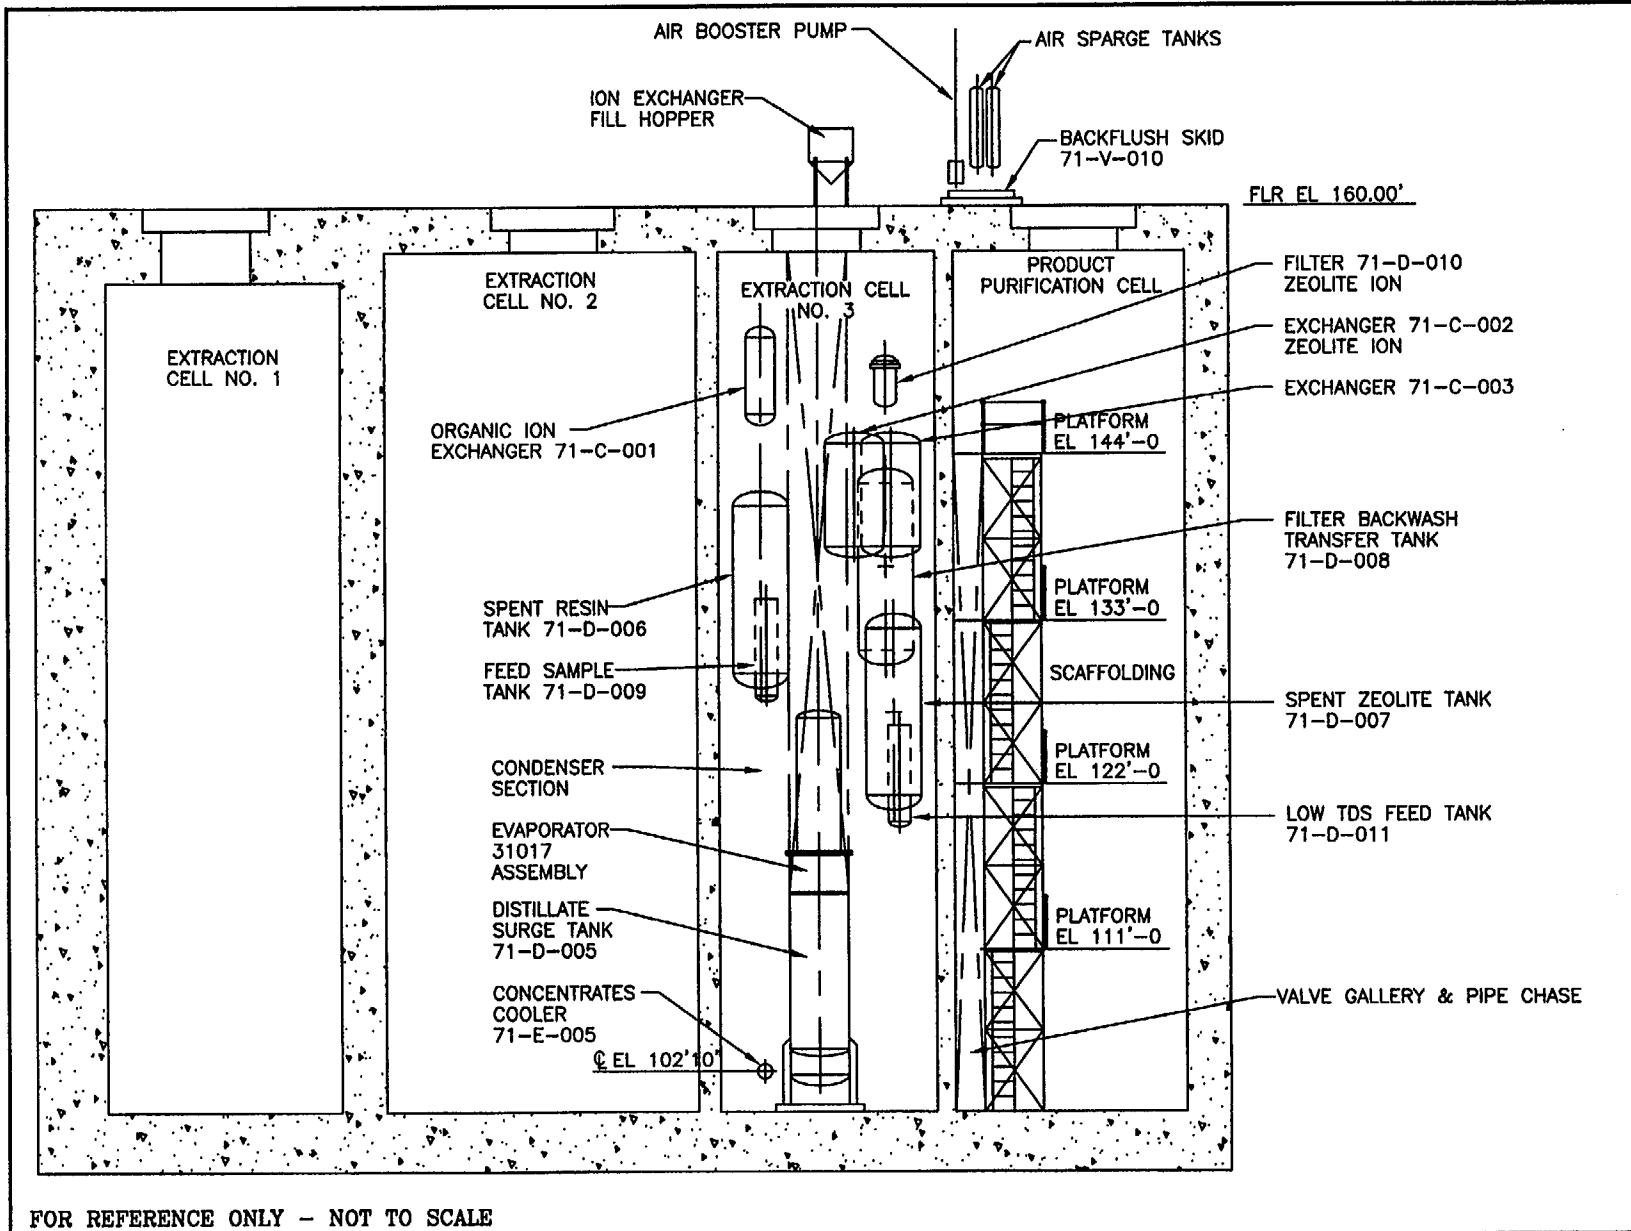 AIR BOOSTER PUMP
AIR SPARGE TANKS
ION EXCHANGER
FILL HOPPER
BACKFLUSH SKID
71-V-010
FLR EL 160.00'
EXTRACTION
CELL NO. 1
EXTRACTION
CELL NO. 2
EXTRACTION CELL
NO. 3
PRODUCT
PURIFICATION CELL
FILTER 71-D-010
ZEOLITE ION
EXCHANGER 71-C-002
ZEOLITE ION
EXCHANGER 71-C-003
ORGANIC ION
EXCHANGER 71-C-001
PLATFORM
EL 144'-0
FILTER BACKWASH
TRANSFER TANK
71-D-008
PLATFORM
EL 133'-0
SPENT RESIN
TANK 71-D-006
FEED SAMPLE
TANK 71-D-009
SCAFFOLDING
SPENT ZEOLITE TANK
71-D-007
PLATFORM
EL 122'-0
CONDENSER
SECTION
LOW TDS FEED TANK
71-D-011
EVAPORATOR
31017
ASSEMBLY
DISTILLATE
SURGE TANK
71-D-005
PLATFORM
EL 111'-0
CONCENTRATES
COOLER
71-E-005
℄ EL 102'10"
VALVE GALLERY & PIPE CHASE
FOR REFERENCE ONLY - NOT TO SCALE